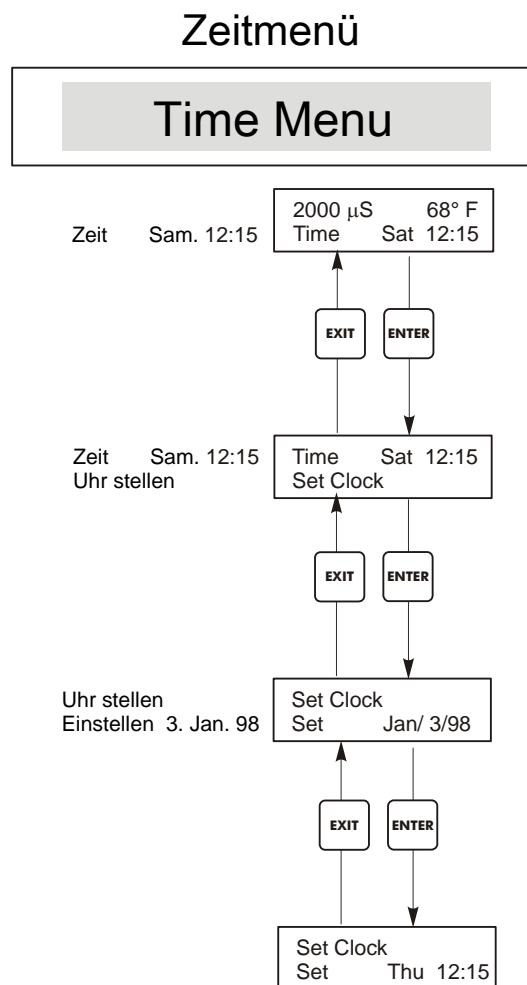 Zeitmenü
Time Menu
2000 µS 68° F
Zeit Sam. 12:15 Time Sat 12:15
EXIT ENTER
Zeit Sam. 12:15 Time Sat 12:15
Uhr stellen Set Clock
EXIT ENTER
Uhr stellen Set Clock
Einstellen 3. Jan. 98 Set Jan/ 3/98
EXIT ENTER
Set Clock
Set Thu 12:15